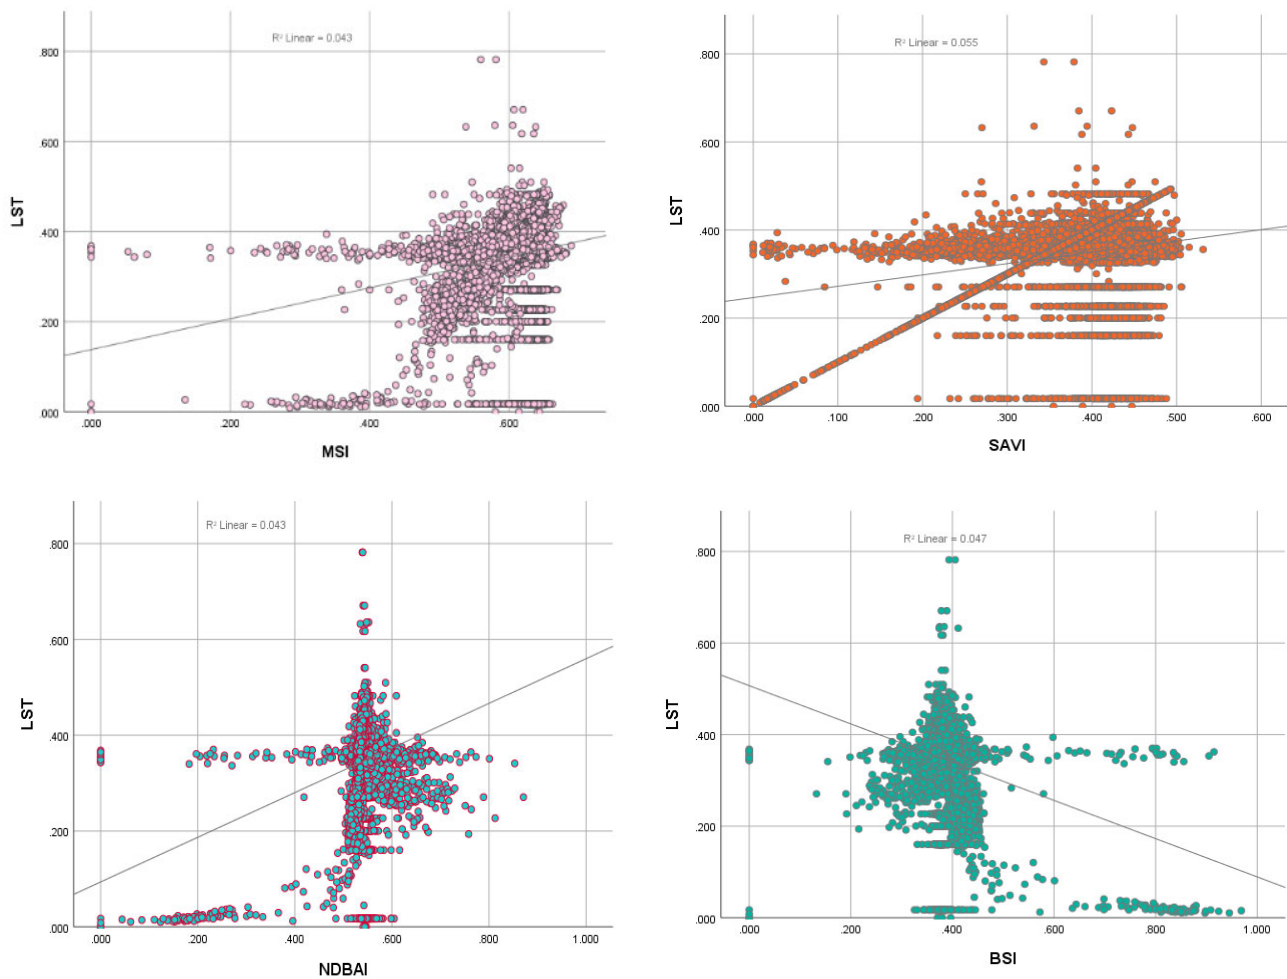 R² Linear = 0.043
.800
.600
LST
.400
.200
.000
.000 .200 .400 .600
MSI
R² Linear = 0.055
.800
.600
LST
.400
.200
.000
.000 .100 .200 .300 .400 .500 .600
SAVI
R² Linear = 0.043
.800
.600
LST
.400
.200
.000
.000 .200 .400 .600 .800 1.000
NDBAI
R² Linear = 0.047
.800
.600
LST
.400
.200
.000
.000 .200 .400 .600 .800 1.000
BSI